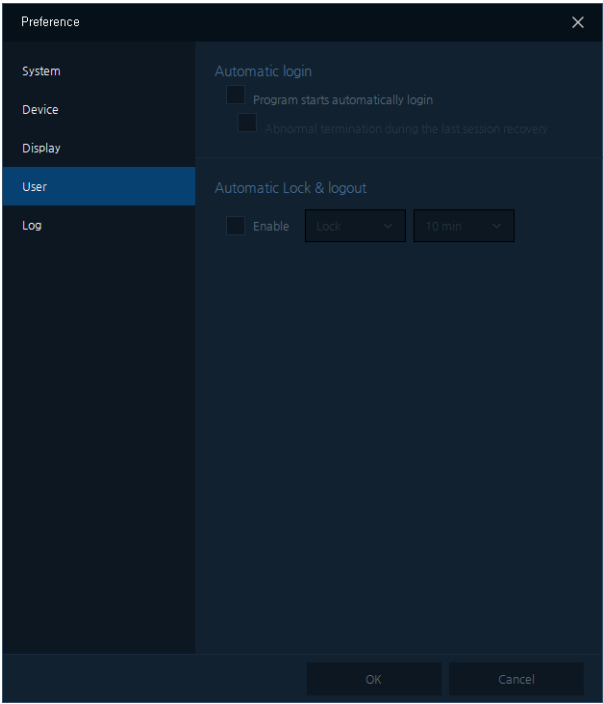 Preference
System
Device
Display
User
Log
Automatic login
Program starts automatically login
Abnormal termination during the last session recovery
Automatic Lock & logout
Enable
Lock
10 min
OK
Cancel